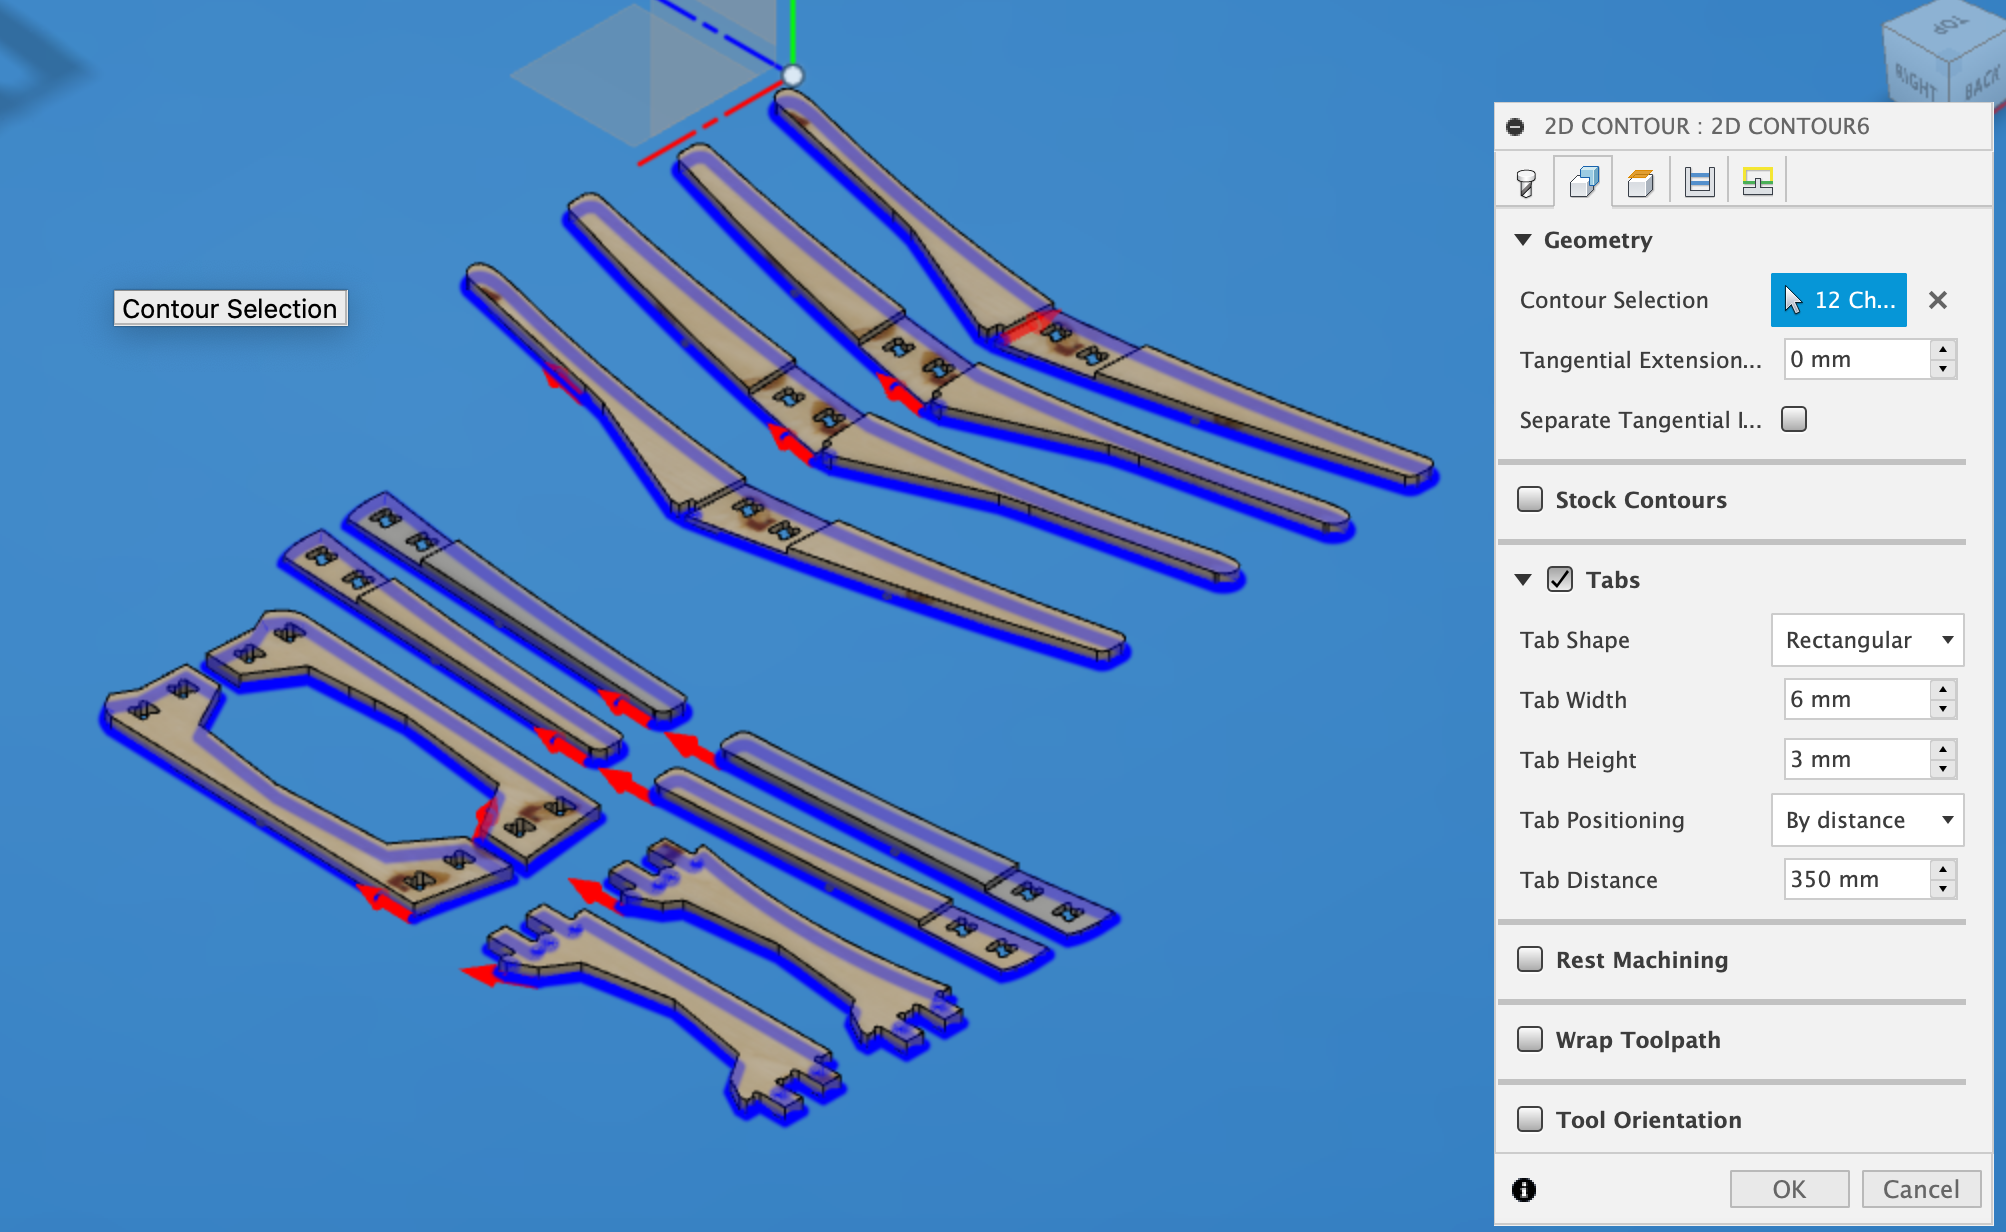 TOP
RIGHT
BACK
2D CONTOUR : 2D CONTOUR6
Geometry
Contour Selection
Contour Selection 12 Ch...
Tangential Extension... 0 mm
Separate Tangential I...
Stock Contours
Tabs
Tab Shape Rectangular
Tab Width 6 mm
Tab Height 3 mm
Tab Positioning By distance
Tab Distance 350 mm
Rest Machining
Wrap Toolpath
Tool Orientation
OK Cancel